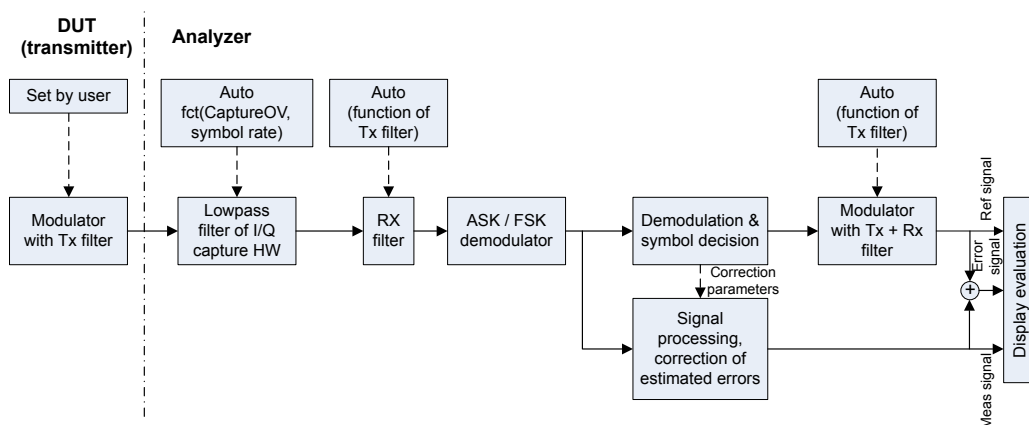 DUT
(transmitter)
Analyzer
Set by user
Auto
fct(CaptureOV,
symbol rate)
Auto
(function of
Tx filter)
Auto
(function of
Tx filter)
Modulator
with Tx filter
Lowpass
filter of I/Q
capture HW
RX
filter
ASK / FSK
demodulator
Demodulation &
symbol decision
Modulator
with Tx + Rx
filter
Ref signal
Error
signal
+
Correction
parameters
Signal
processing,
correction of
estimated errors
Meas signal
Display evaluation